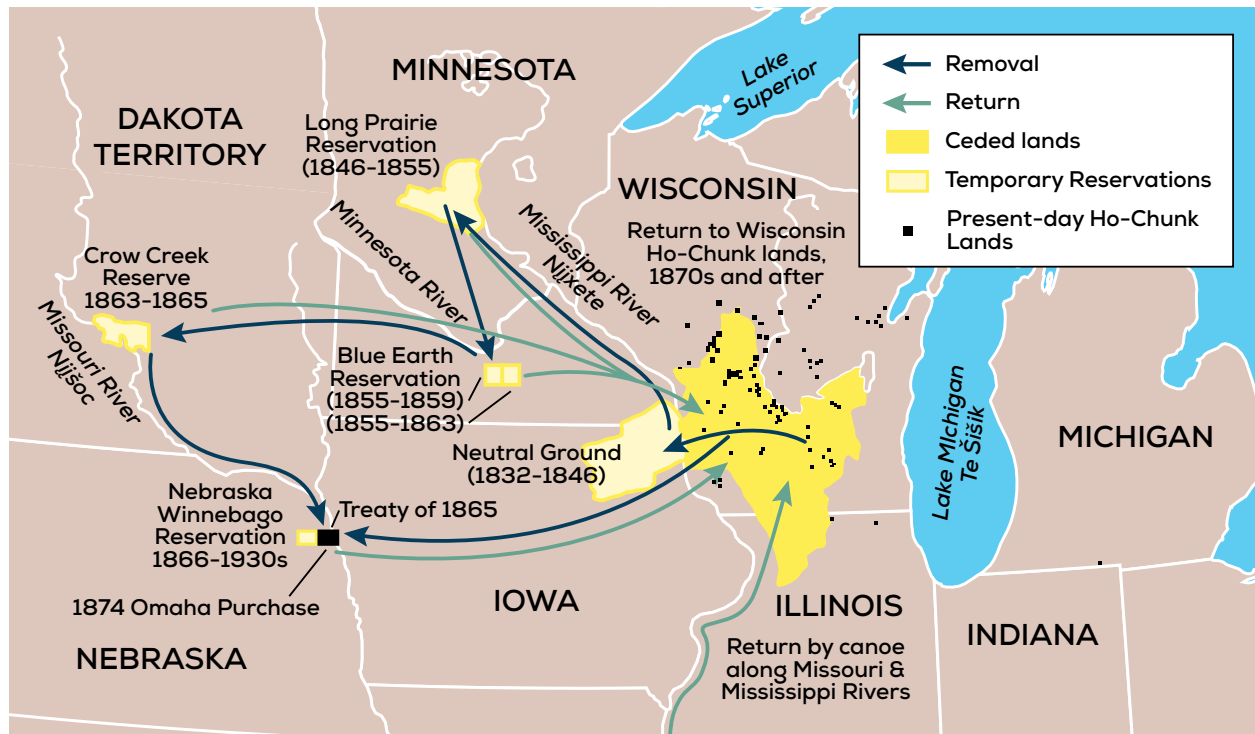 MINNESOTA
DAKOTA
TERRITORY
Long Prairie
Reservation
(1846-1855)
Lake
Superior
Removal
Return
Ceded lands
Temporary Reservations
Present-day Ho-Chunk
Lands
WISCONSIN
Return to Wisconsin
Ho-Chunk lands,
1870s and after
Mississippi River
Nįįxete
Minnesota River
Crow Creek
Reserve
1863-1865
Missouri River
Nįįšoc
Blue Earth
Reservation
(1855-1859)
(1855-1863)
Neutral Ground
(1832-1846)
Lake MIchigan
Te Šišik
MICHIGAN
Nebraska
Winnebago
Reservation
1866-1930s
Treaty of 1865
1874 Omaha Purchase
NEBRASKA
IOWA
ILLINOIS
Return by canoe
along Missouri &
Mississippi Rivers
INDIANA